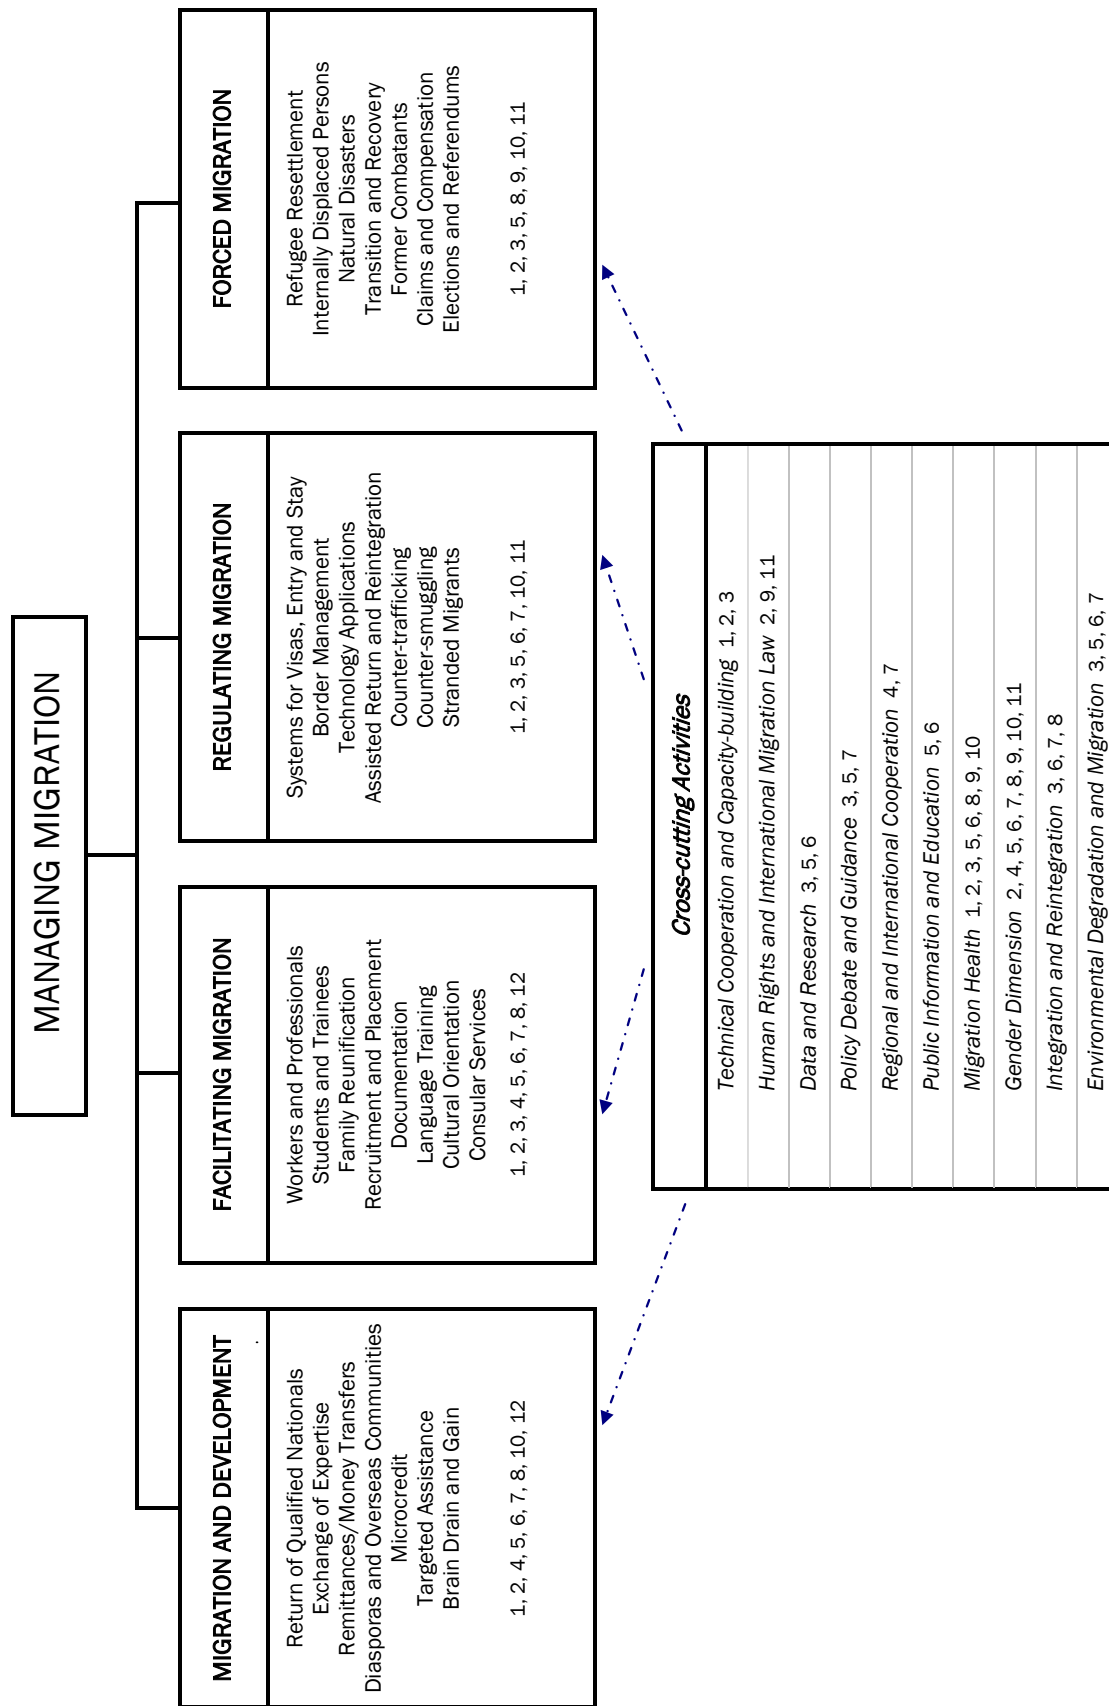 MANAGING MIGRATION
MIGRATION AND DEVELOPMENT
Return of Qualified Nationals
Exchange of Expertise
Remittances/Money Transfers
Diasporas and Overseas Communities
Microcredit
Targeted Assistance
Brain Drain and Gain
1, 2, 4, 5, 6, 7, 8, 10, 12
FACILITATING MIGRATION
Workers and Professionals
Students and Trainees
Family Reunification
Recruitment and Placement
Documentation
Language Training
Cultural Orientation
Consular Services
1, 2, 3, 4, 5, 6, 7, 8, 12
REGULATING MIGRATION
Systems for Visas, Entry and Stay
Border Management
Technology Applications
Assisted Return and Reintegration
Counter-trafficking
Counter-smuggling
Stranded Migrants
1, 2, 3, 5, 6, 7, 10, 11
FORCED MIGRATION
Refugee Resettlement
Internally Displaced Persons
Natural Disasters
Transition and Recovery
Former Combatants
Claims and Compensation
Elections and Referendums
1, 2, 3, 5, 8, 9, 10, 11
Cross-cutting Activities
Technical Cooperation and Capacity-building 1, 2, 3
Human Rights and International Migration Law 2, 9, 11
Data and Research 3, 5, 6
Policy Debate and Guidance 3, 5, 7
Regional and International Cooperation 4, 7
Public Information and Education 5, 6
Migration Health 1, 2, 3, 5, 6, 8, 9, 10
Gender Dimension 2, 4, 5, 6, 7, 8, 9, 10, 11
Integration and Reintegration 3, 6, 7, 8
Environmental Degradation and Migration 3, 5, 6, 7